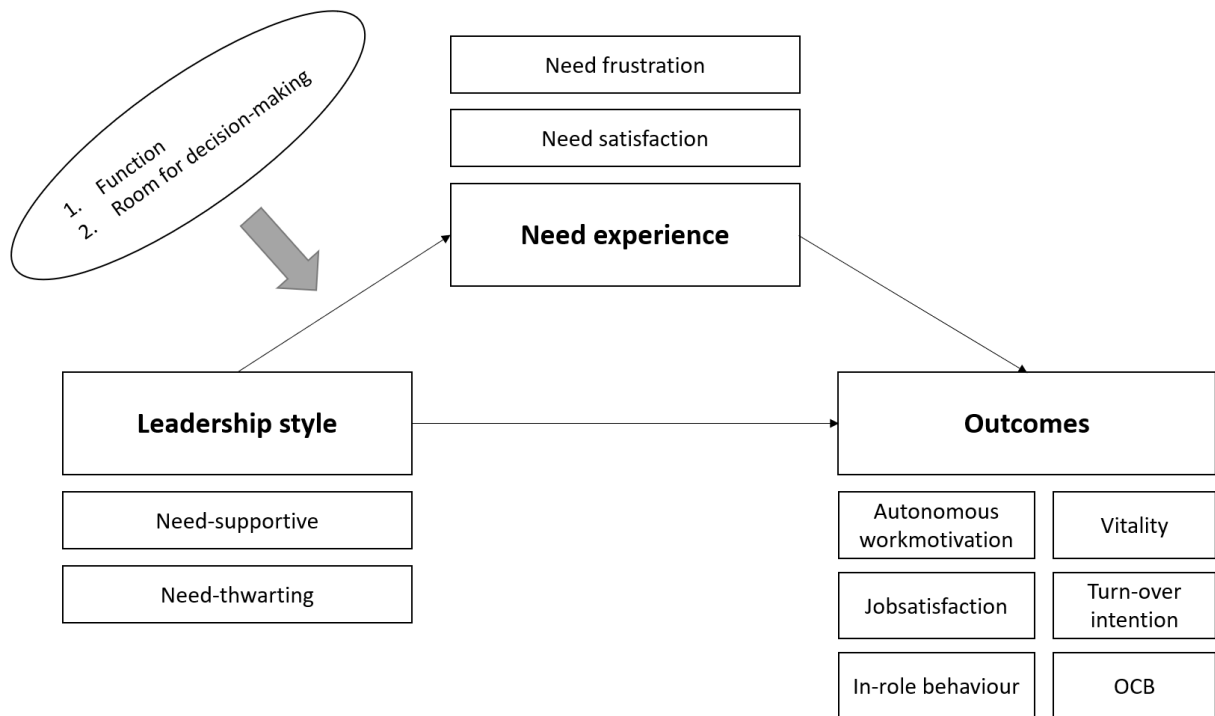 1. Function
2. Room for decision-making
Need frustration
Need satisfaction
Need experience
Leadership style
Need-supportive
Need-thwarting
Outcomes
Autonomous
workmotivation
Vitality
Jobsatisfaction
Turn-over
intention
In-role behaviour
OCB